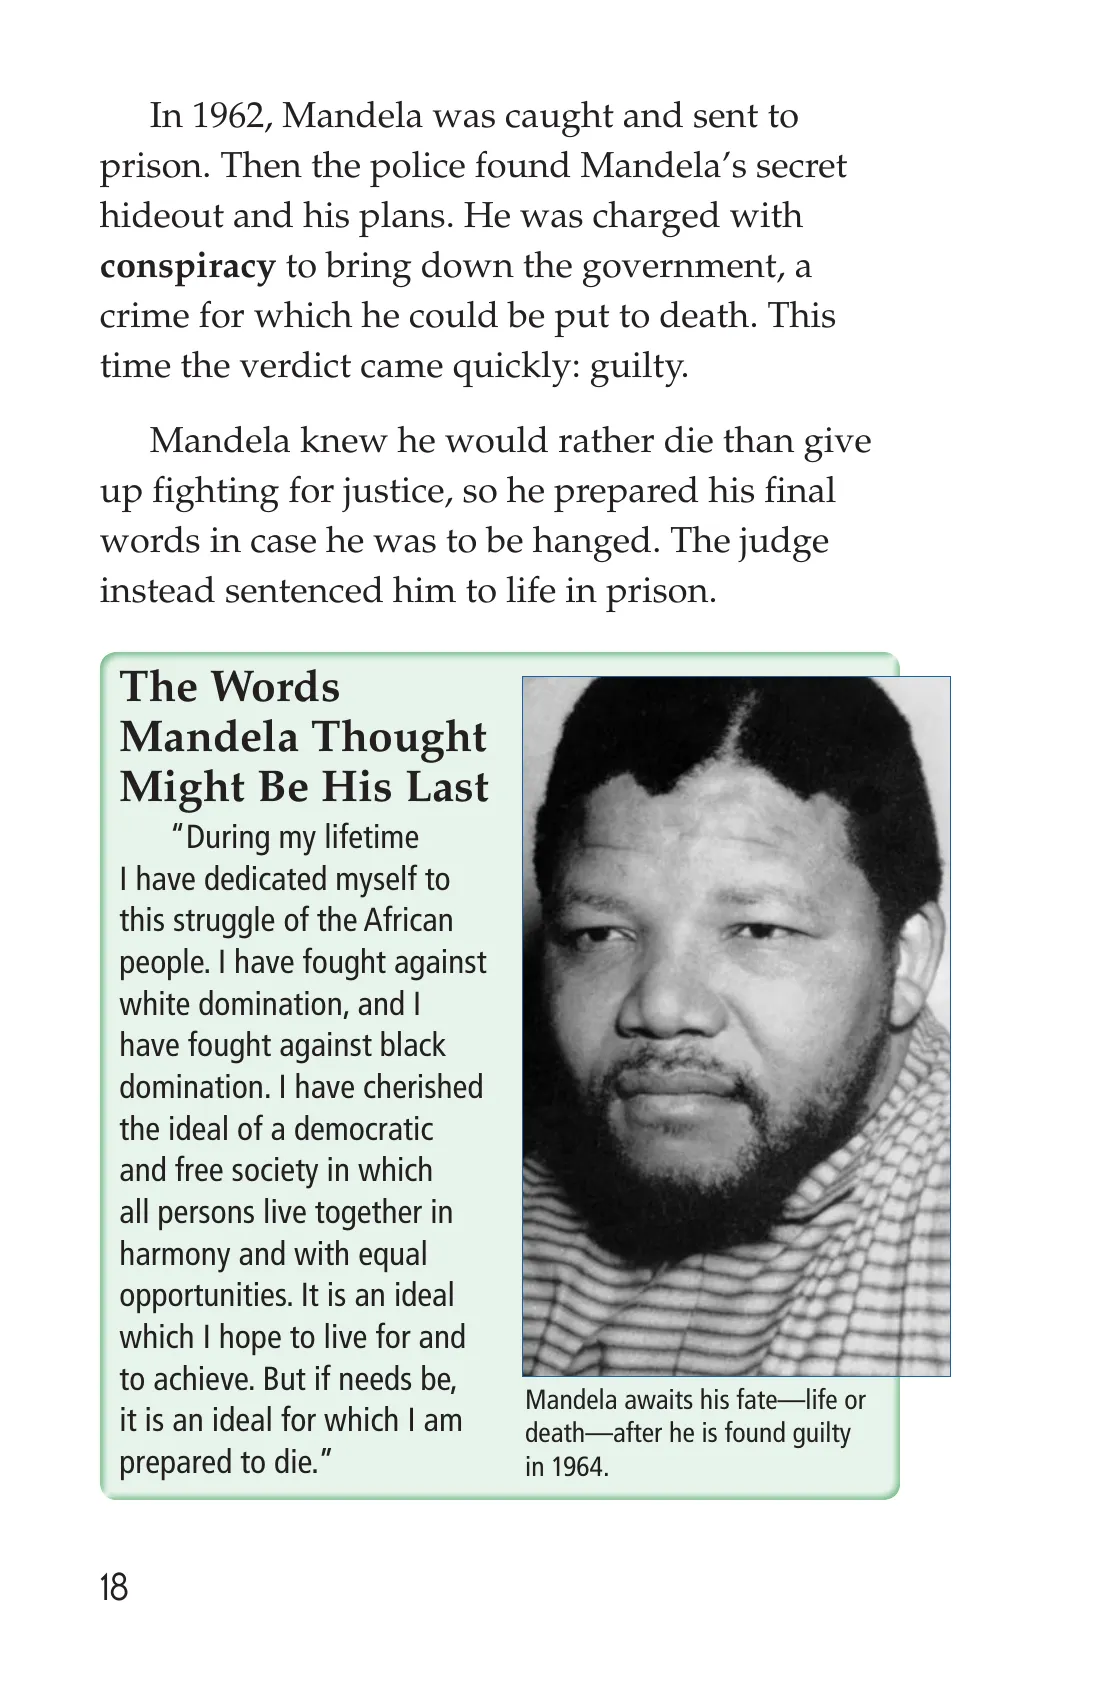 In 1962, Mandela was caught and sent to
prison. Then the police found Mandela’s secret
hideout and his plans. He was charged with
conspiracy to bring down the government, a
crime for which he could be put to death. This
time the verdict came quickly: guilty.
Mandela knew he would rather die than give
up fighting for justice, so he prepared his final
words in case he was to be hanged. The judge
instead sentenced him to life in prison.
The Words
Mandela Thought
Might Be His Last
“During my lifetime
I have dedicated myself to
this struggle of the African
people. I have fought against
white domination, and I
have fought against black
domination. I have cherished
the ideal of a democratic
and free society in which
all persons live together in
harmony and with equal
opportunities. It is an ideal
which I hope to live for and
to achieve. But if needs be,
it is an ideal for which I am
prepared to die.”
Mandela awaits his fate—life or
death—after he is found guilty
in 1964.
18